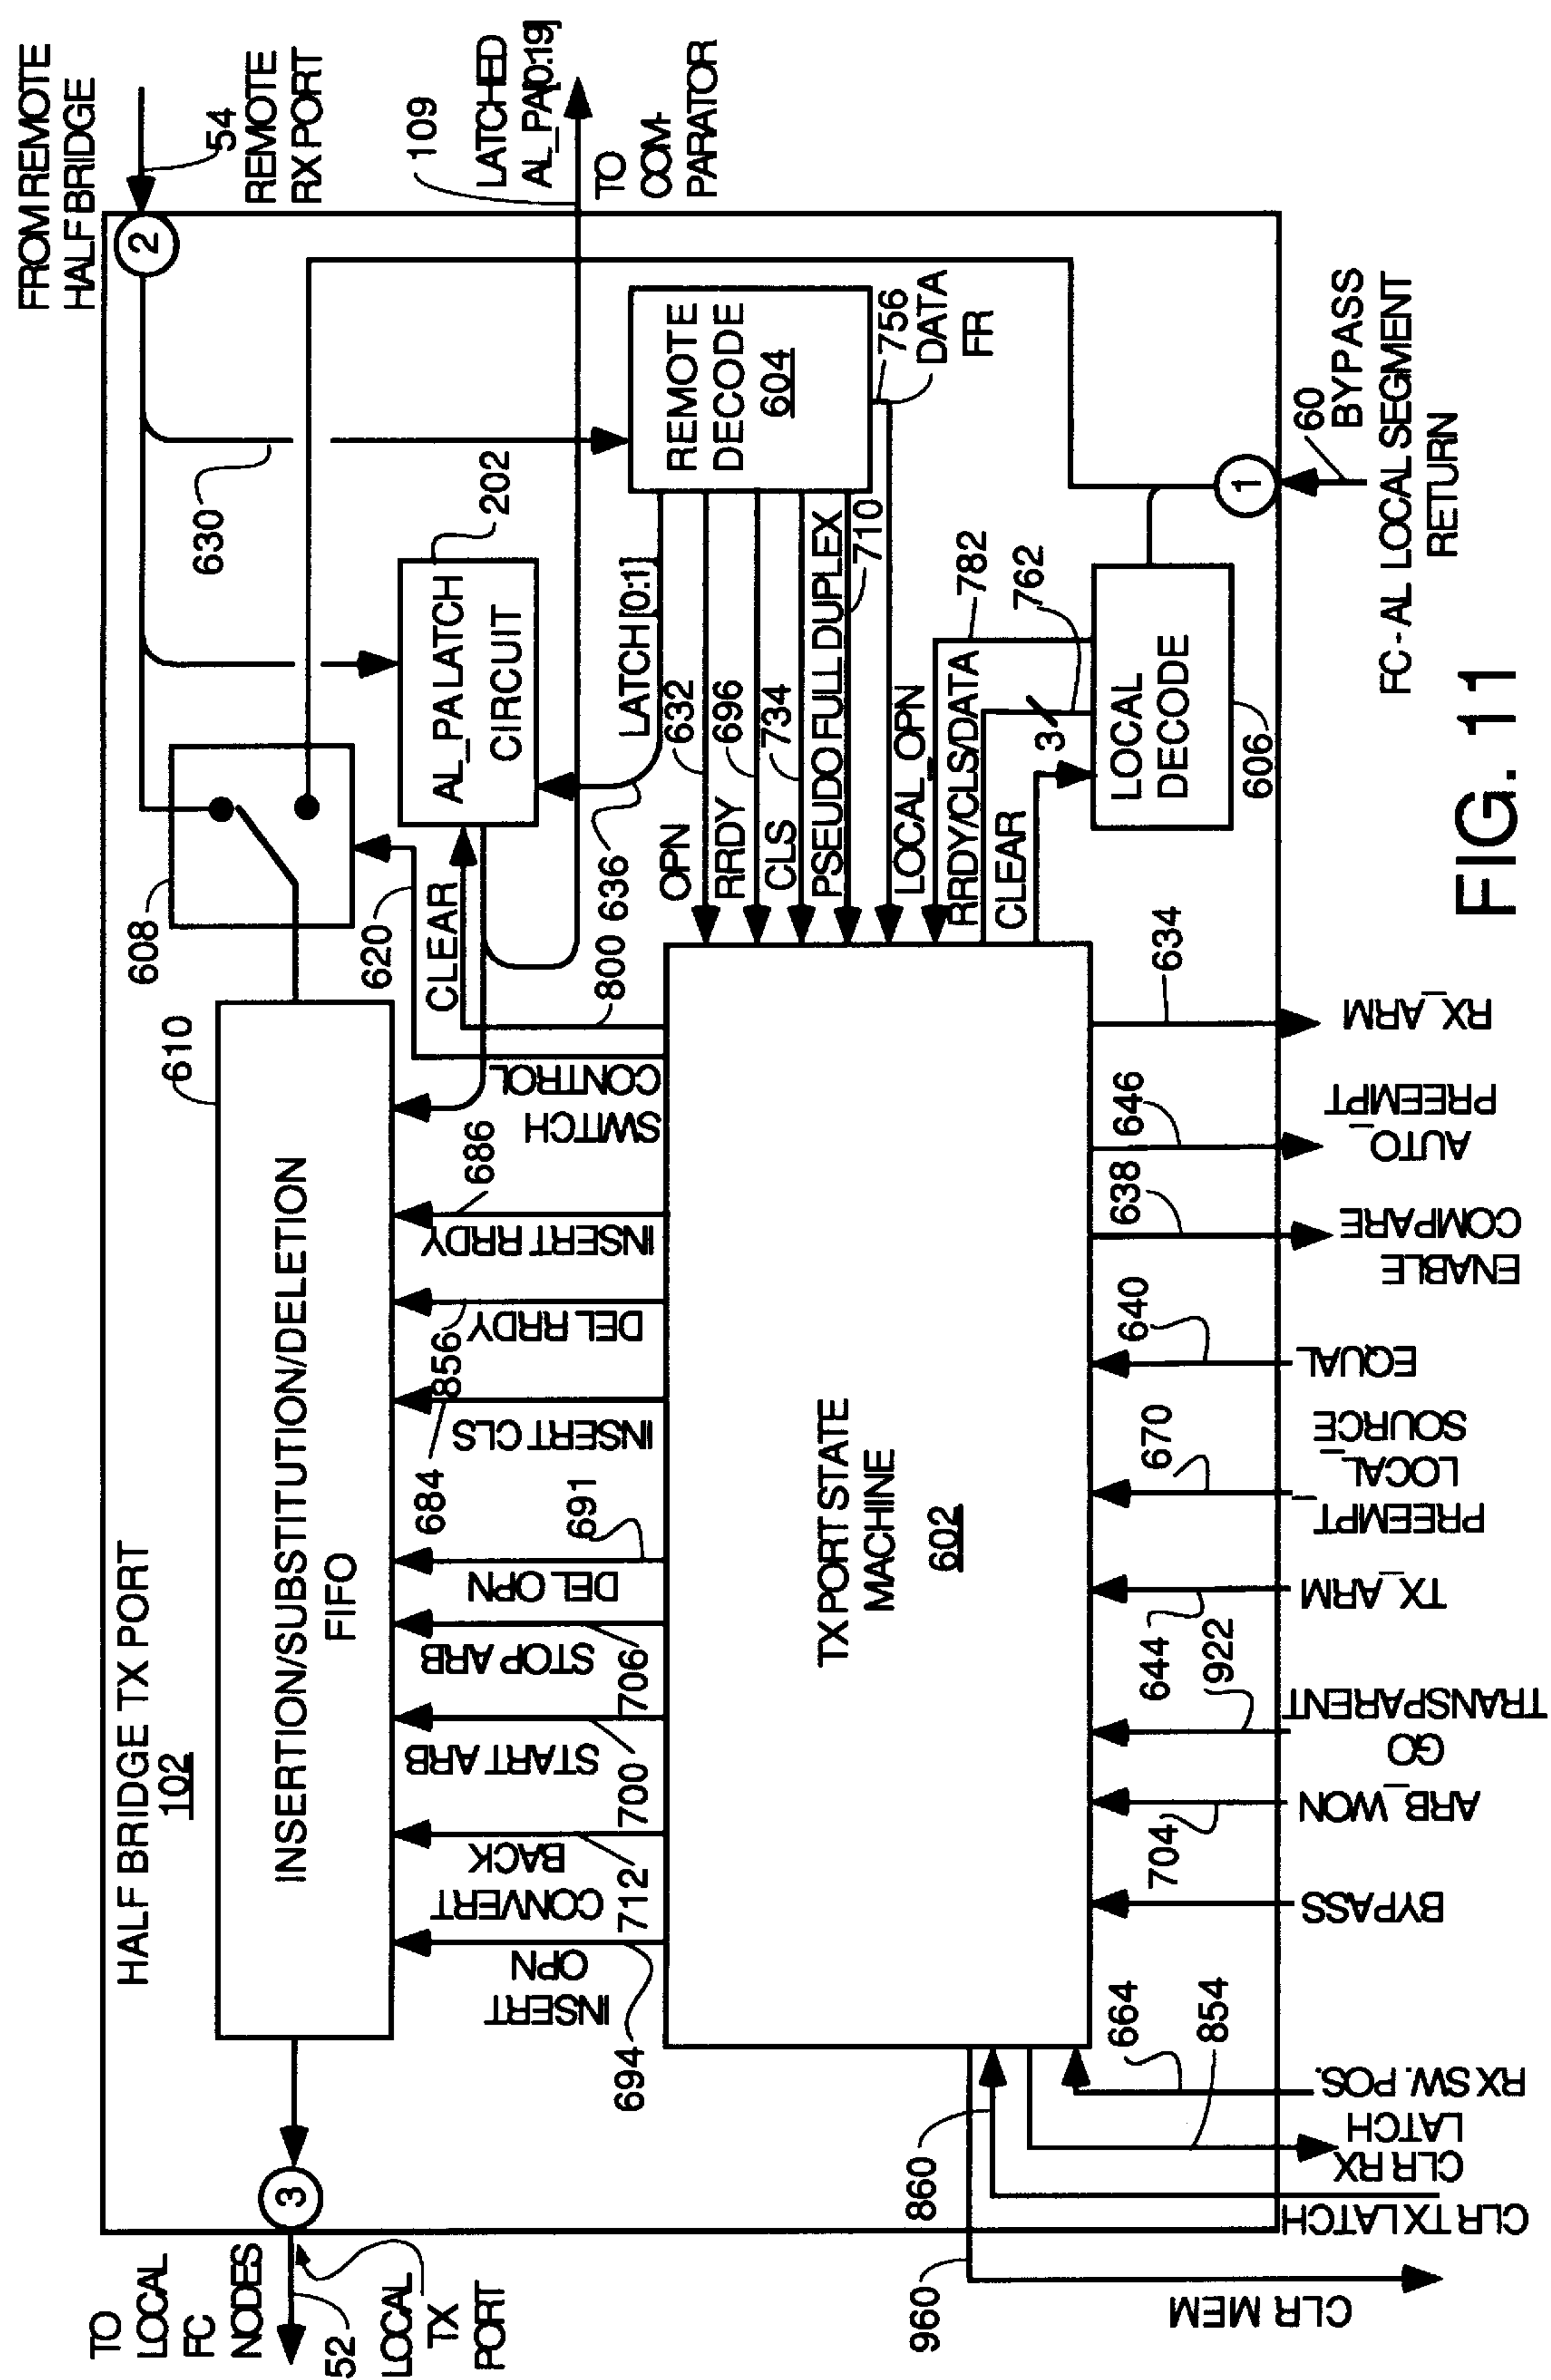 HALF BRIDGE TX PORT
102
FROM REMOTE
HALF BRIDGE
54
REMOTE
RX PORT
2
109
LATCHED
AL_PA[0:19]
TO
COM-
PARATOR
TO
LOCAL
FC
NODES
52
LOCAL
TX
PORT
3
INSERTION/SUBSTITUTION/DELETION
FIFO
610
608
620
630
AL_PA LATCH
CIRCUIT
202
CLEAR
800
636
LATCH[0:1]
REMOTE
DECODE
604
756
DATA
FR
OPN
632
RRDY
696
CLS
734
PSEUDO FULL DUPLEX
710
LOCAL OPN
782
RRDY/CLS/DATA
3
762
CLEAR
LOCAL
DECODE
606
1
60
BYPASS
FC-AL LOCAL SEGMENT
RETURN
INSERT
OPN
694
CONVERT
BACK
712
START ARB
700
STOP ARB
706
DEL OPN
691
INSERT CLS
684
DEL RRDY
856
INSERT RRDY
686
SWITCH
CONTROL
TX PORT STATE
MACHINE
602
960
CLR MEM
860
CLR TX LATCH
CLR RX
LATCH
854
RX SW. POS.
664
BYPASS
ARB_WON
704
GO
TRANSPARENT
922
TX_ARM
644
PREEMPT_
LOCAL_
SOURCE
670
EQUAL
640
ENABLE
COMPARE
638
AUTO_
PREEMPT
646
RX_ARM
634
FIG. 11